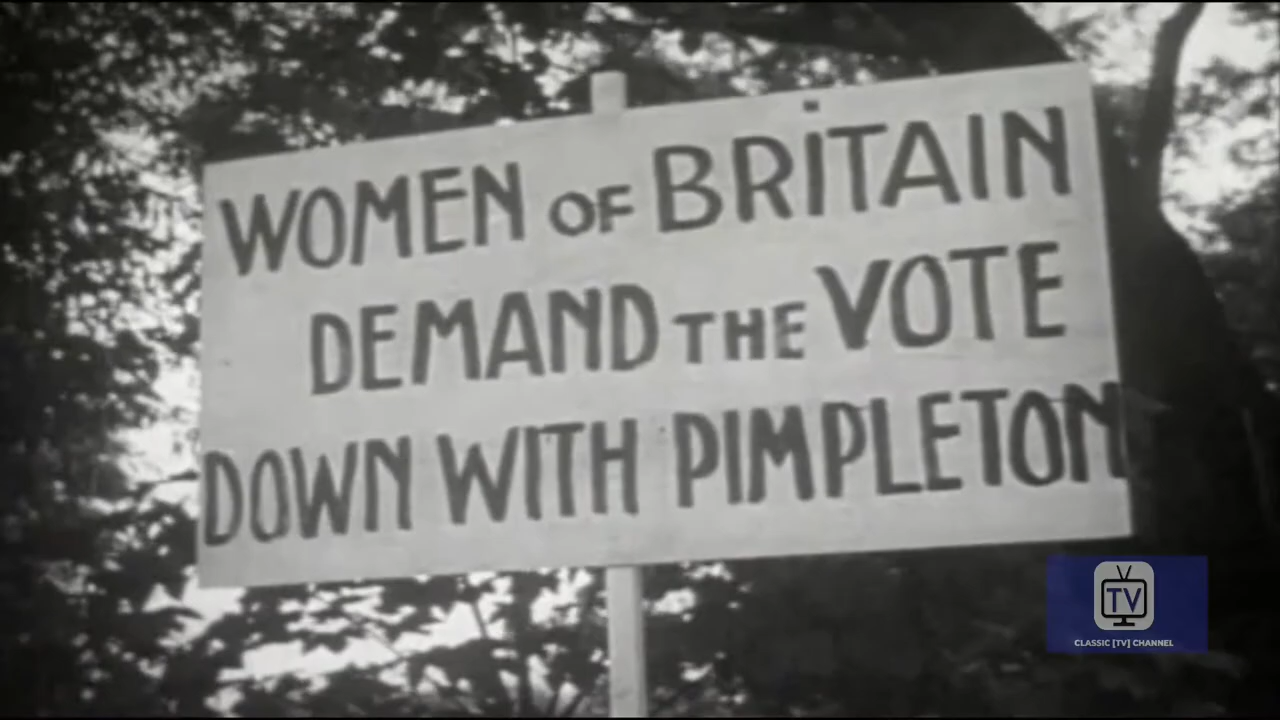 WOMEN OF BRiTAIN
DEMAND THE VOTE
DOWN WITH PIMPLETON
TV
CLASSIC [TV] CHANNEL